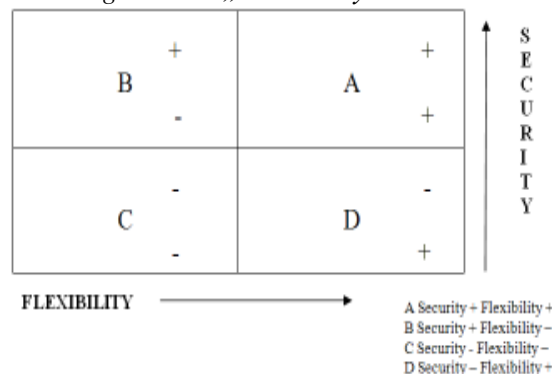 +
+
B
A
-
+
-
-
C
D
-
+
SECURITY
FLEXIBILITY
A Security + Flexibility +
B Security + Flexibility –
C Security - Flexibility –
D Security – Flexibility +